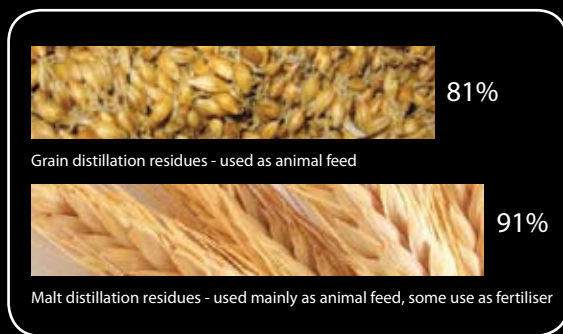 81%
Grain distillation residues - used as animal feed
91%
Malt distillation residues - used mainly as animal feed, some use as fertiliser